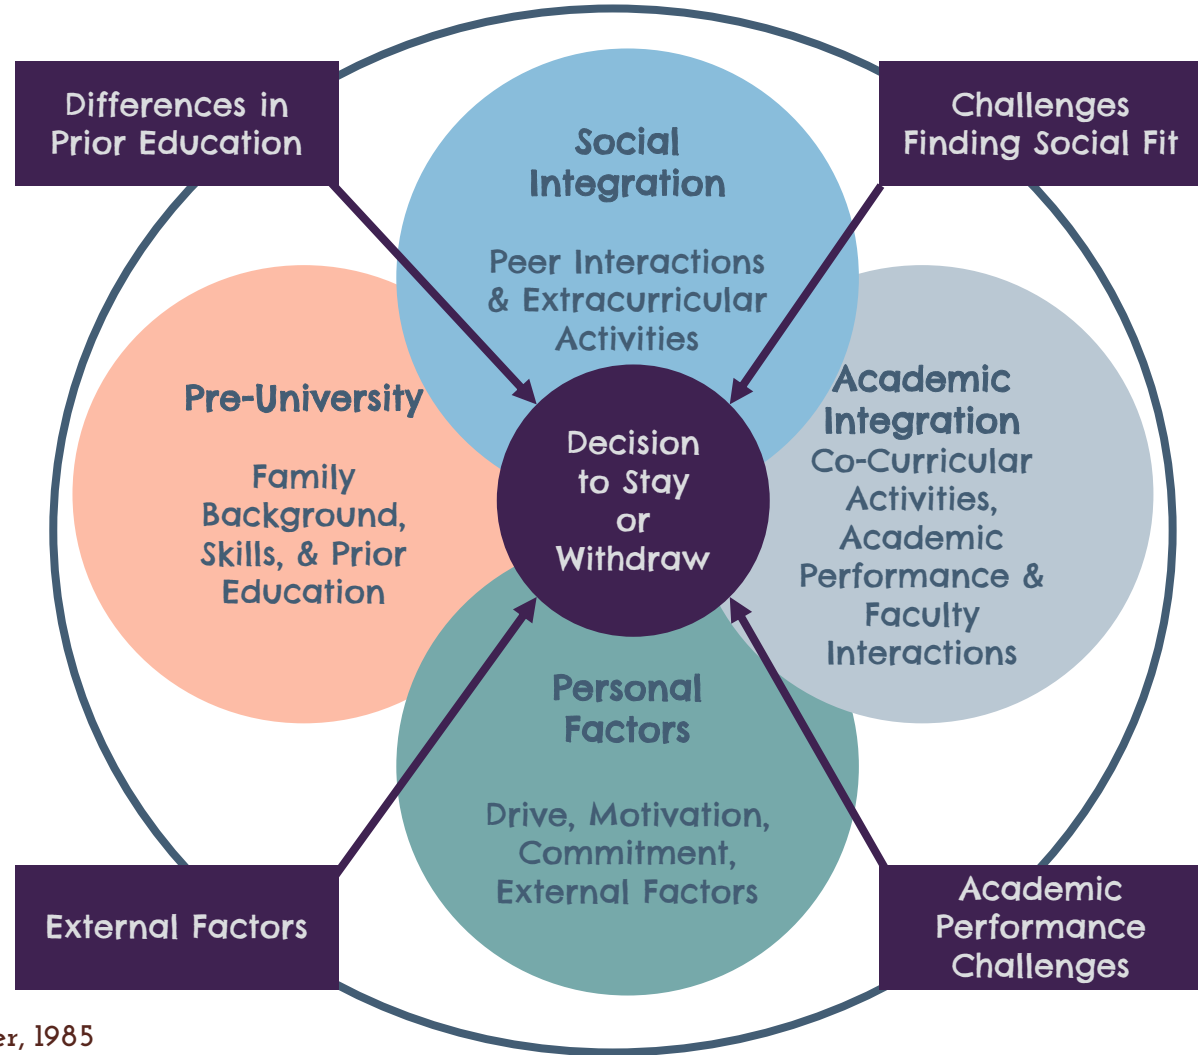 Differences in
Prior Education
Challenges
Finding Social Fit
Social
Integration
Peer Interactions
& Extracurricular
Activities
Pre-University
Family
Background,
Skills, & Prior
Education
Decision
to Stay
or
Withdraw
Academic
Integration
Co-Curricular
Activities,
Academic
Performance &
Faculty
Interactions
Personal
Factors
Drive, Motivation,
Commitment,
External Factors
External Factors
Academic
Performance
Challenges
er, 1985